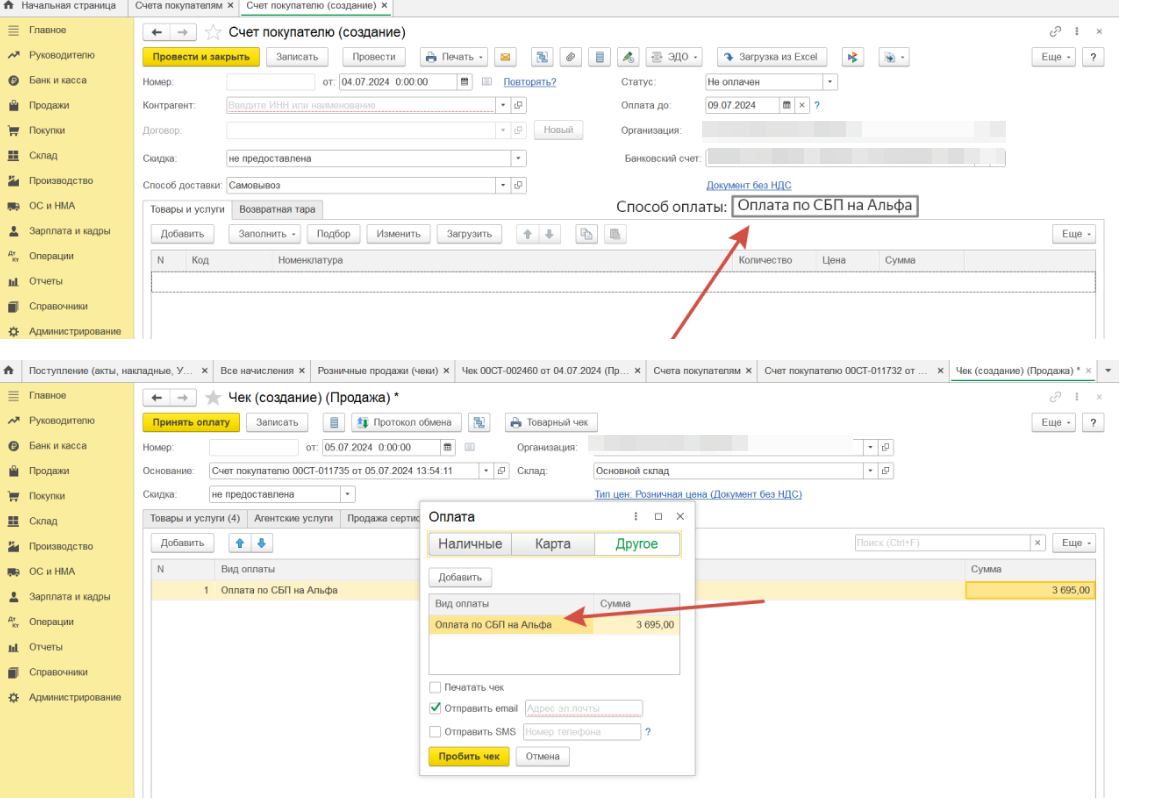 Начальная страница Счета покупателям × Счет покупателю (создание) ×
Главное
Руководителю
Банк и касса
Продажи
Покупки
Склад
Производство
ОС и НМА
Зарплата и кадры
Операции
Отчеты
Справочники
Администрирование
Счет покупателю (создание)
Провести и закрыть Записать Провести Печать ЭДО Загрузка из Excel Еще ?
Номер: от: 04.07.2024 0:00:00 Повторять? Статус: Не оплачен
Контрагент: Введите ИНН или наименование Оплата до: 09.07.2024 × ?
Договор: Новый Организация:
Скидка: не предоставлена Банковский счет:
Способ доставки: Самовывоз Документ без НДС
Товары и услуги Возвратная тара Способ оплаты: Оплата по СБП на Альфа
Добавить Заполнить Подбор Изменить Загрузить Еще
N Код Номенклатура Количество Цена Сумма
Поступление (акты, накладные, У... × Все начисления × Розничные продажи (чеки) × Чек 00СТ-002460 от 04.07.2024 (Пр... × Счета покупателям × Счет покупателю 00СТ-011732 от ... × Чек (создание) (Продажа) * ×
Главное
Руководителю
Банк и касса
Продажи
Покупки
Склад
Производство
ОС и НМА
Зарплата и кадры
Операции
Отчеты
Справочники
Администрирование
Чек (создание) (Продажа) *
Принять оплату Записать Протокол обмена Товарный чек Еще ?
Номер: от: 05.07.2024 0:00:00 Организация:
Основание: Счет покупателю 00СТ-011735 от 05.07.2024 13:54:11 Склад: Основной склад
Скидка: не предоставлена Тип цен: Розничная цена (Документ без НДС)
Товары и услуги (4) Агентские услуги Продажа сертис
Добавить Поиск (Ctrl+F) × Еще
N Вид оплаты Сумма
1 Оплата по СБП на Альфа 3 695,00
Оплата
Наличные Карта Другое
Добавить
Вид оплаты Сумма
Оплата по СБП на Альфа 3 695,00
Печатать чек
Отправить email Адрес эл.почты
Отправить SMS Номер телефона ?
Пробить чек Отмена